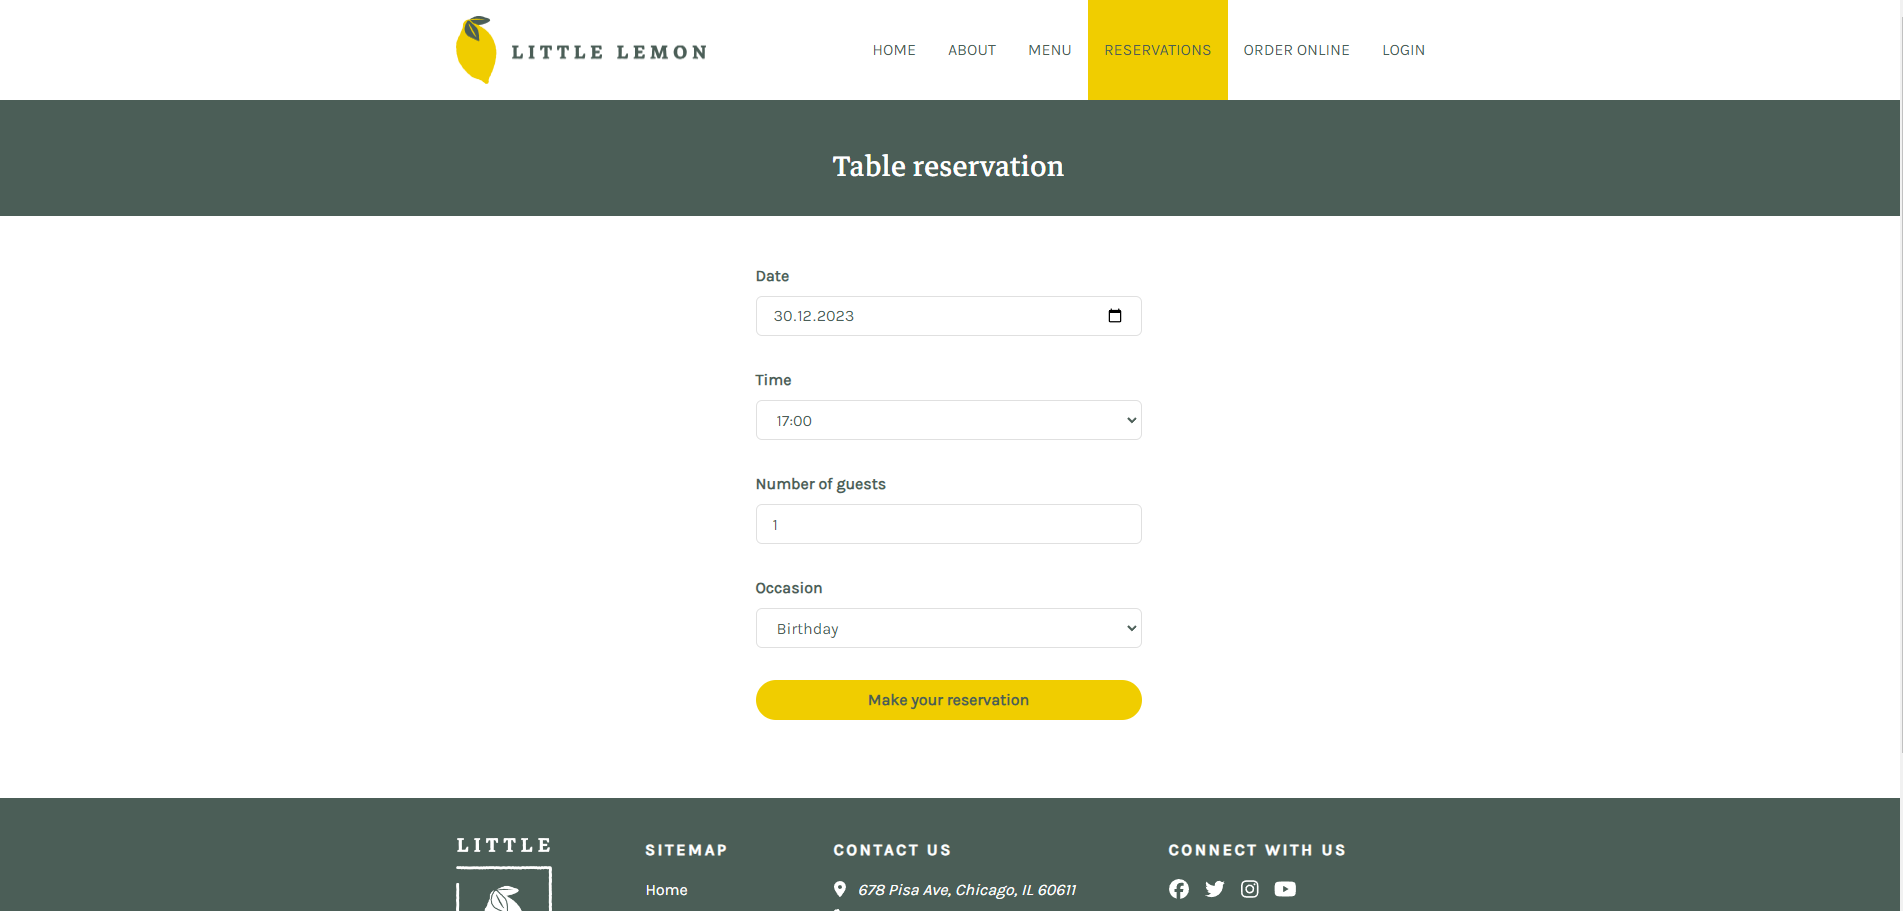 LITTLE LEMON
HOME ABOUT MENU RESERVATIONS ORDER ONLINE LOGIN
Table reservation
Date
30.12.2023
Time
17:00
Number of guests
1
Occasion
Birthday
Make your reservation
LITTLE
SITEMAP
Home
CONTACT US
678 Pisa Ave, Chicago, IL 60611
CONNECT WITH US